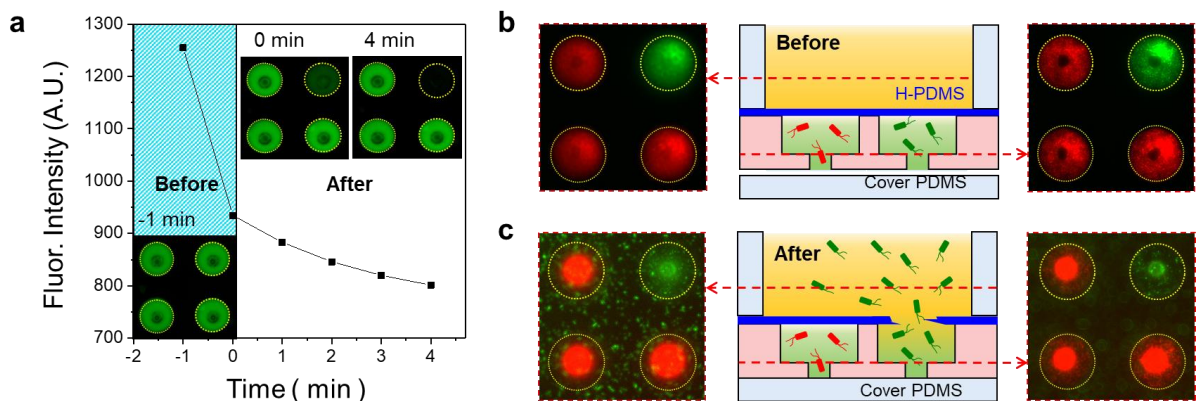 a
1300
1200
1100
1000
900
800
700
-2
-1
0
1
2
3
4
Fluor. Intensity (A.U.)
Time ( min )
0 min
4 min
Before
After
-1 min
b
Before
H-PDMS
Cover PDMS
c
After
Cover PDMS